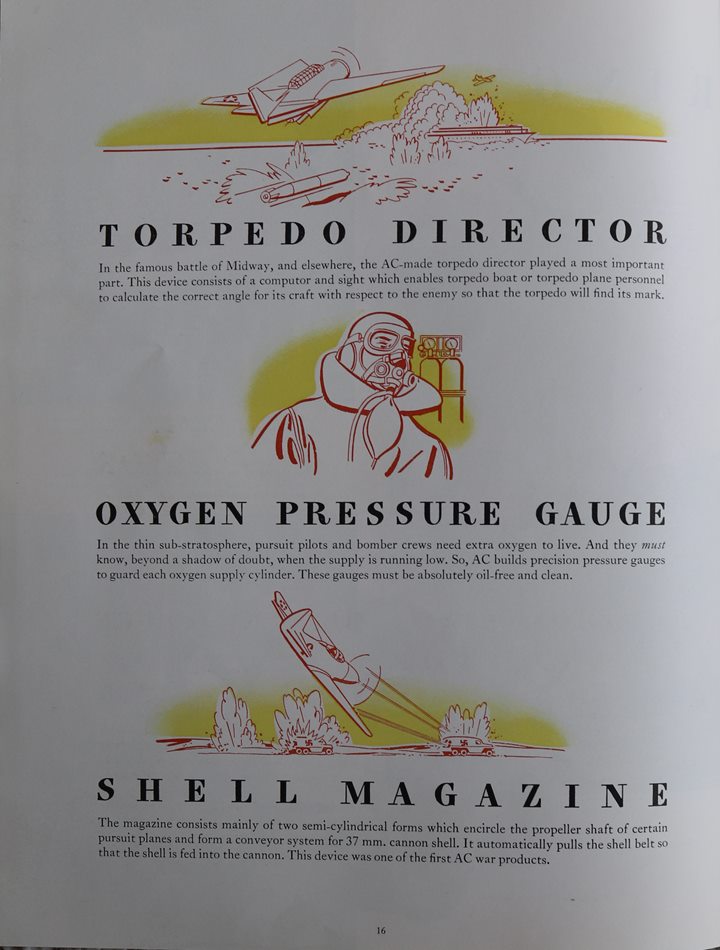 TORPEDO DIRECTOR
In the famous battle of Midway, and elsewhere, the AC-made torpedo director played a most important
part. This device consists of a computor and sight which enables torpedo boat or torpedo plane personnel
to calculate the correct angle for its craft with respect to the enemy so that the torpedo will find its mark.
OXYGEN PRESSURE GAUGE
In the thin sub-stratosphere, pursuit pilots and bomber crews need extra oxygen to live. And they must
know, beyond a shadow of doubt, when the supply is running low. So, AC builds precision pressure gauges
to guard each oxygen supply cylinder. These gauges must be absolutely oil-free and clean.
SHELL MAGAZINE
The magazine consists mainly of two semi-cylindrical forms which encircle the propeller shaft of certain
pursuit planes and form a conveyor system for 37 mm. cannon shell. It automatically pulls the shell belt so
that the shell is fed into the cannon. This device was one of the first AC war products.
16